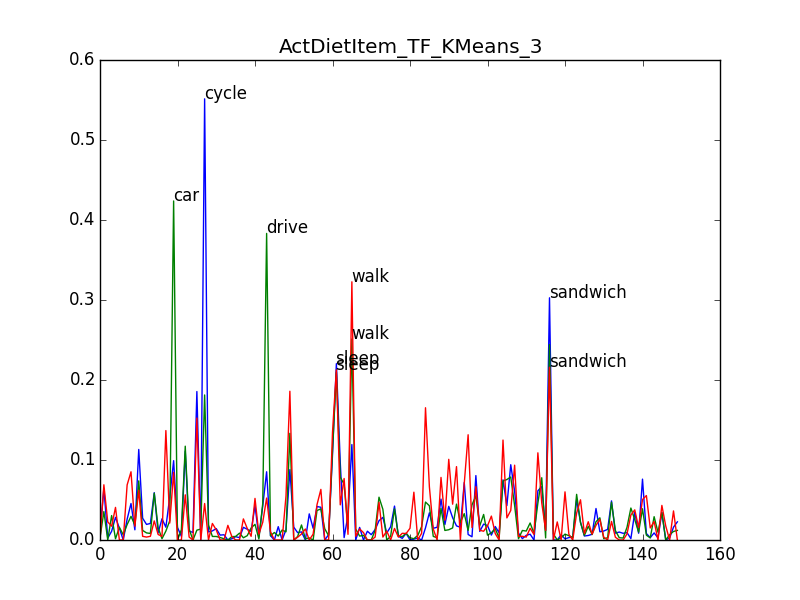 ActDietItem_TF_KMeans_3
0.6
cycle
0.5
car
0.4
drive
walk
sandwich
0.3
walk
sleep
sleep
sandwich
0.2
0.1
0.0
0 20 40 60 80 100 120 140 160